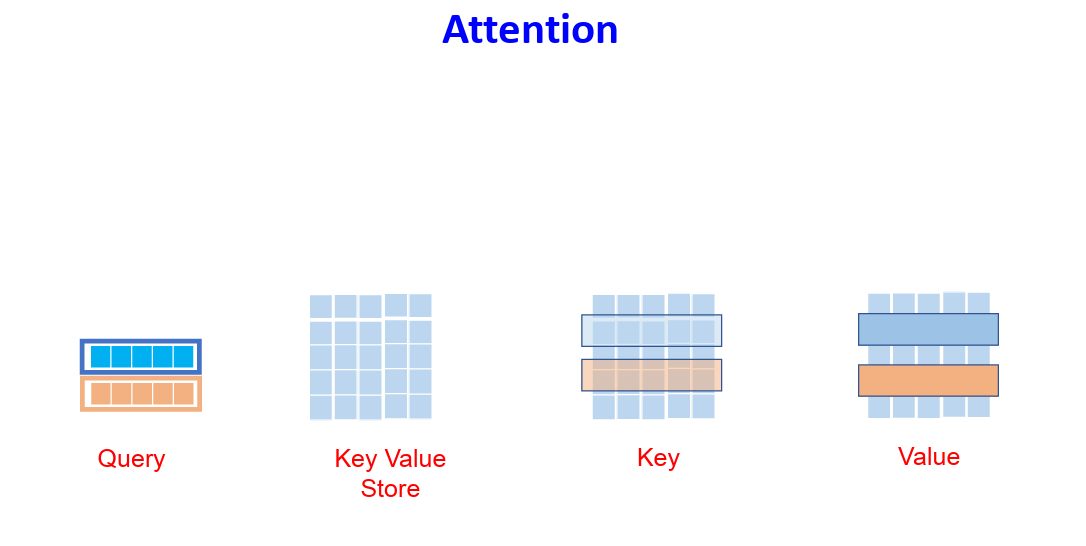 Attention
Query
Key Value
Store
Key
Value